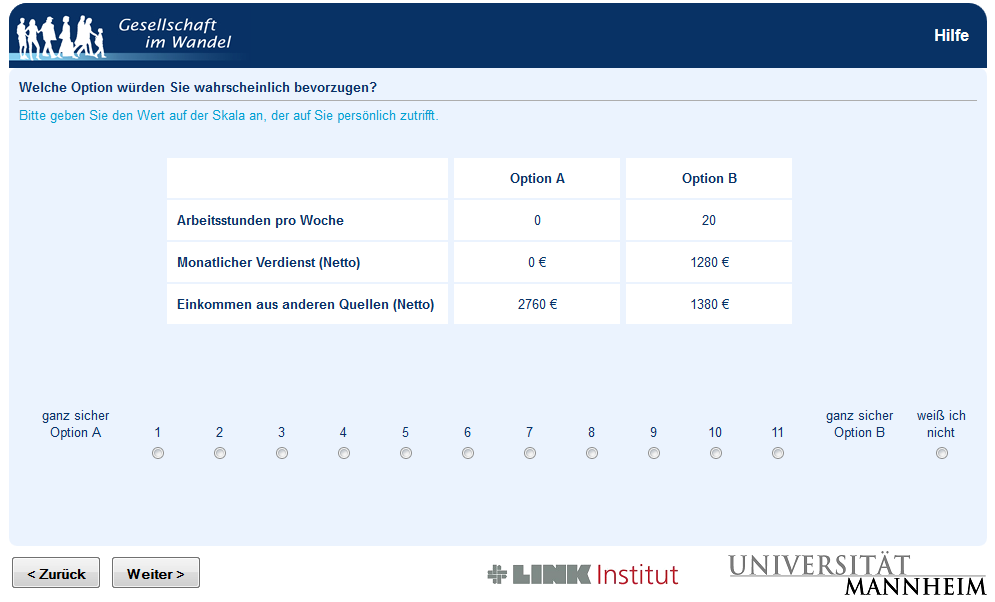 Gesellschaft
im Wandel
Hilfe
Welche Option würden Sie wahrscheinlich bevorzugen?
Bitte geben Sie den Wert auf der Skala an, der auf Sie persönlich zutrifft.
Option A Option B
Arbeitsstunden pro Woche 0 20
Monatlicher Verdienst (Netto) 0 € 1280 €
Einkommen aus anderen Quellen (Netto) 2760 € 1380 €
ganz sicher ganz sicher weiß ich
Option A 1 2 3 4 5 6 7 8 9 10 11 Option B nicht
< Zurück Weiter > LINK Institut UNIVERSITÄT
MANNHEIM